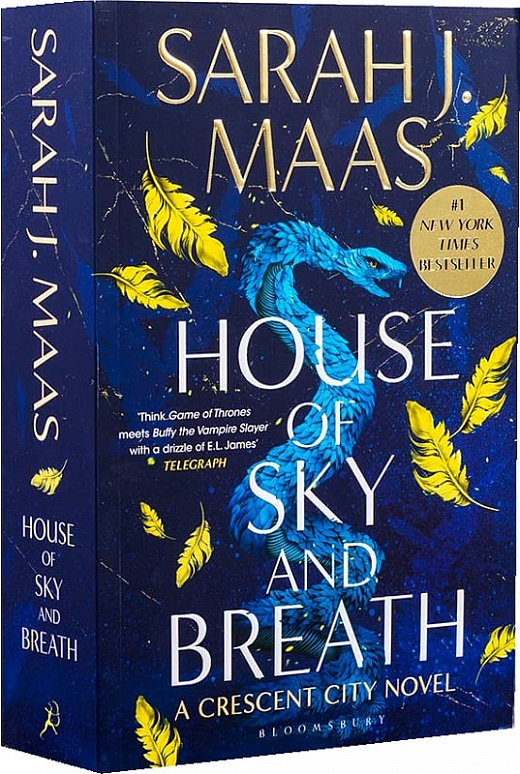 SARAH J. MAAS
HOUSE
OF
SKY
AND
BREATH
SARAH J.
MAAS
#1
NEW YORK
TIMES
BESTSELLER
HOUSE
OF
SKY
AND
BREATH
'Think Game of Thrones
meets Buffy the Vampire Slayer
with a drizzle of E.L. James'
TELEGRAPH
A CRESCENT CITY NOVEL
BLOOMSBURY